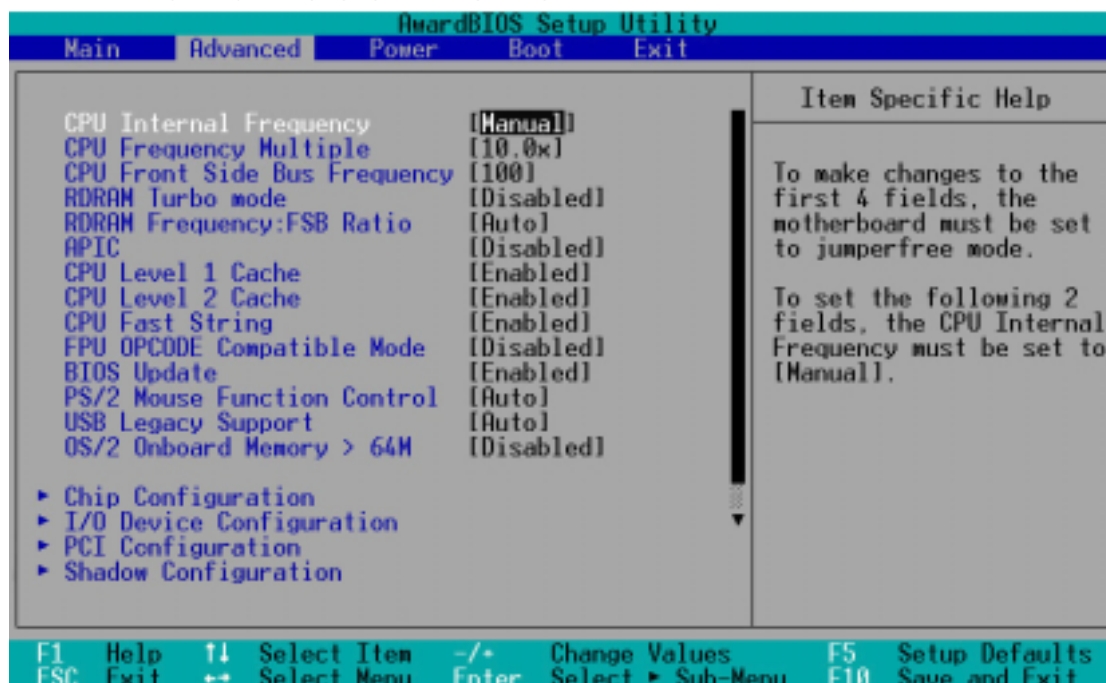 AwardBIOS Setup Utility
Main Advanced Power Boot Exit
CPU Internal Frequency [Manual]
CPU Frequency Multiple [10.0x]
CPU Front Side Bus Frequency [100]
RDRAM Turbo mode [Disabled]
RDRAM Frequency:FSB Ratio [Auto]
APIC [Disabled]
CPU Level 1 Cache [Enabled]
CPU Level 2 Cache [Enabled]
CPU Fast String [Enabled]
FPU OPCODE Compatible Mode [Disabled]
BIOS Update [Enabled]
PS/2 Mouse Function Control [Auto]
USB Legacy Support [Auto]
OS/2 Onboard Memory > 64M [Disabled]
▸ Chip Configuration
▸ I/O Device Configuration
▸ PCI Configuration
▸ Shadow Configuration
Item Specific Help
To make changes to the
first 4 fields, the
motherboard must be set
to jumperfree mode.
To set the following 2
fields, the CPU Internal
Frequency must be set to
[Manual].
F1 Help ↑↓ Select Item -/+ Change Values F5 Setup Defaults
ESC Exit ←→ Select Menu Enter Select ▸ Sub-Menu F10 Save and Exit